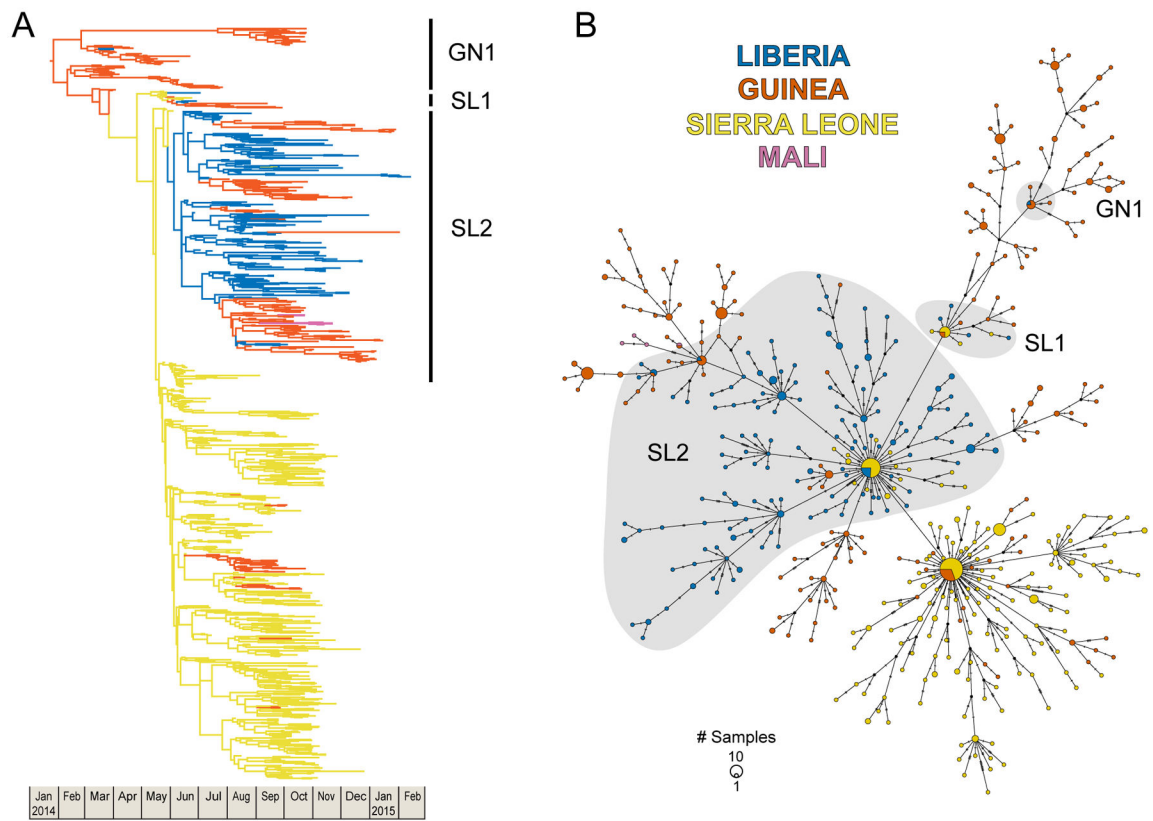 A
GN1
SL1
SL2
Jan
2014
Feb
Mar
Apr
May
Jun
Jul
Aug
Sep
Oct
Nov
Dec
Jan
2015
Feb
B
LIBERIA
GUINEA
SIERRA LEONE
MALI
GN1
SL1
SL2
# Samples
10
1